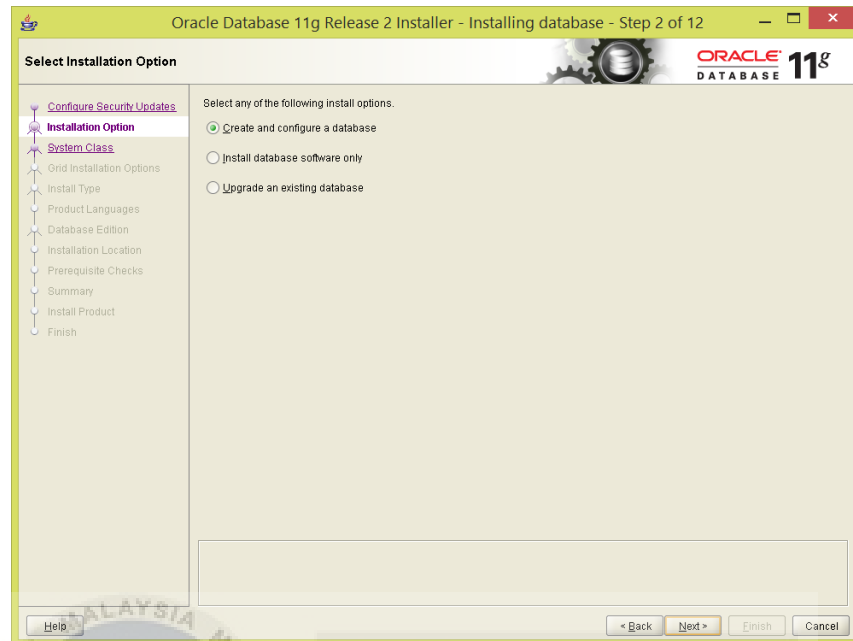 Oracle Database 11g Release 2 Installer - Installing database - Step 2 of 12
Select Installation Option
ORACLE
DATABASE
11g
Configure Security Updates
Installation Option
System Class
Grid Installation Options
Install Type
Product Languages
Database Edition
Installation Location
Prerequisite Checks
Summary
Install Product
Finish
Select any of the following install options.
Create and configure a database
Install database software only
Upgrade an existing database
MALAYSIA
Help
< Back
Next >
Finish
Cancel